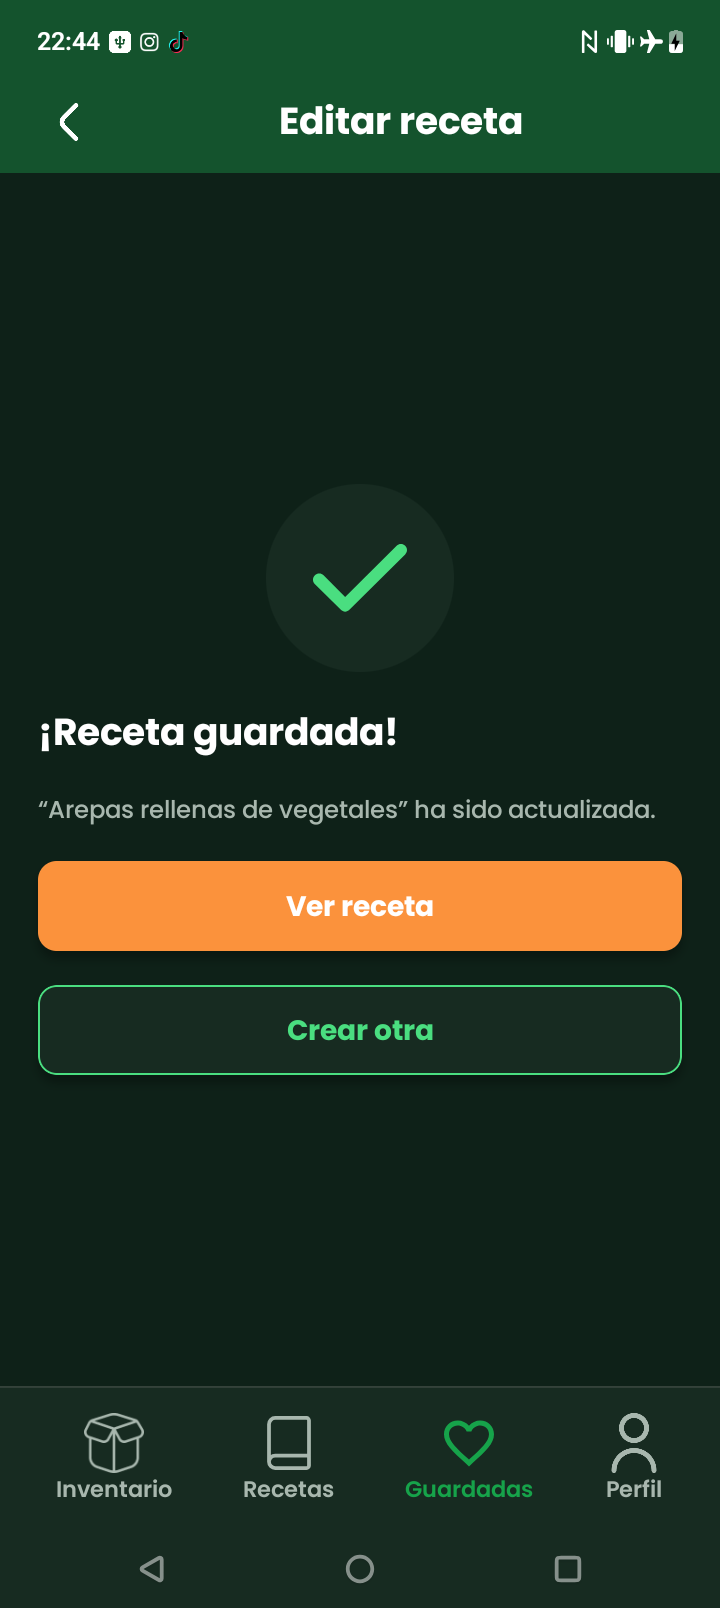 22:44
Editar receta
¡Receta guardada!
“Arepas rellenas de vegetales” ha sido actualizada.
Ver receta
Crear otra
Inventario
Recetas
Guardadas
Perfil